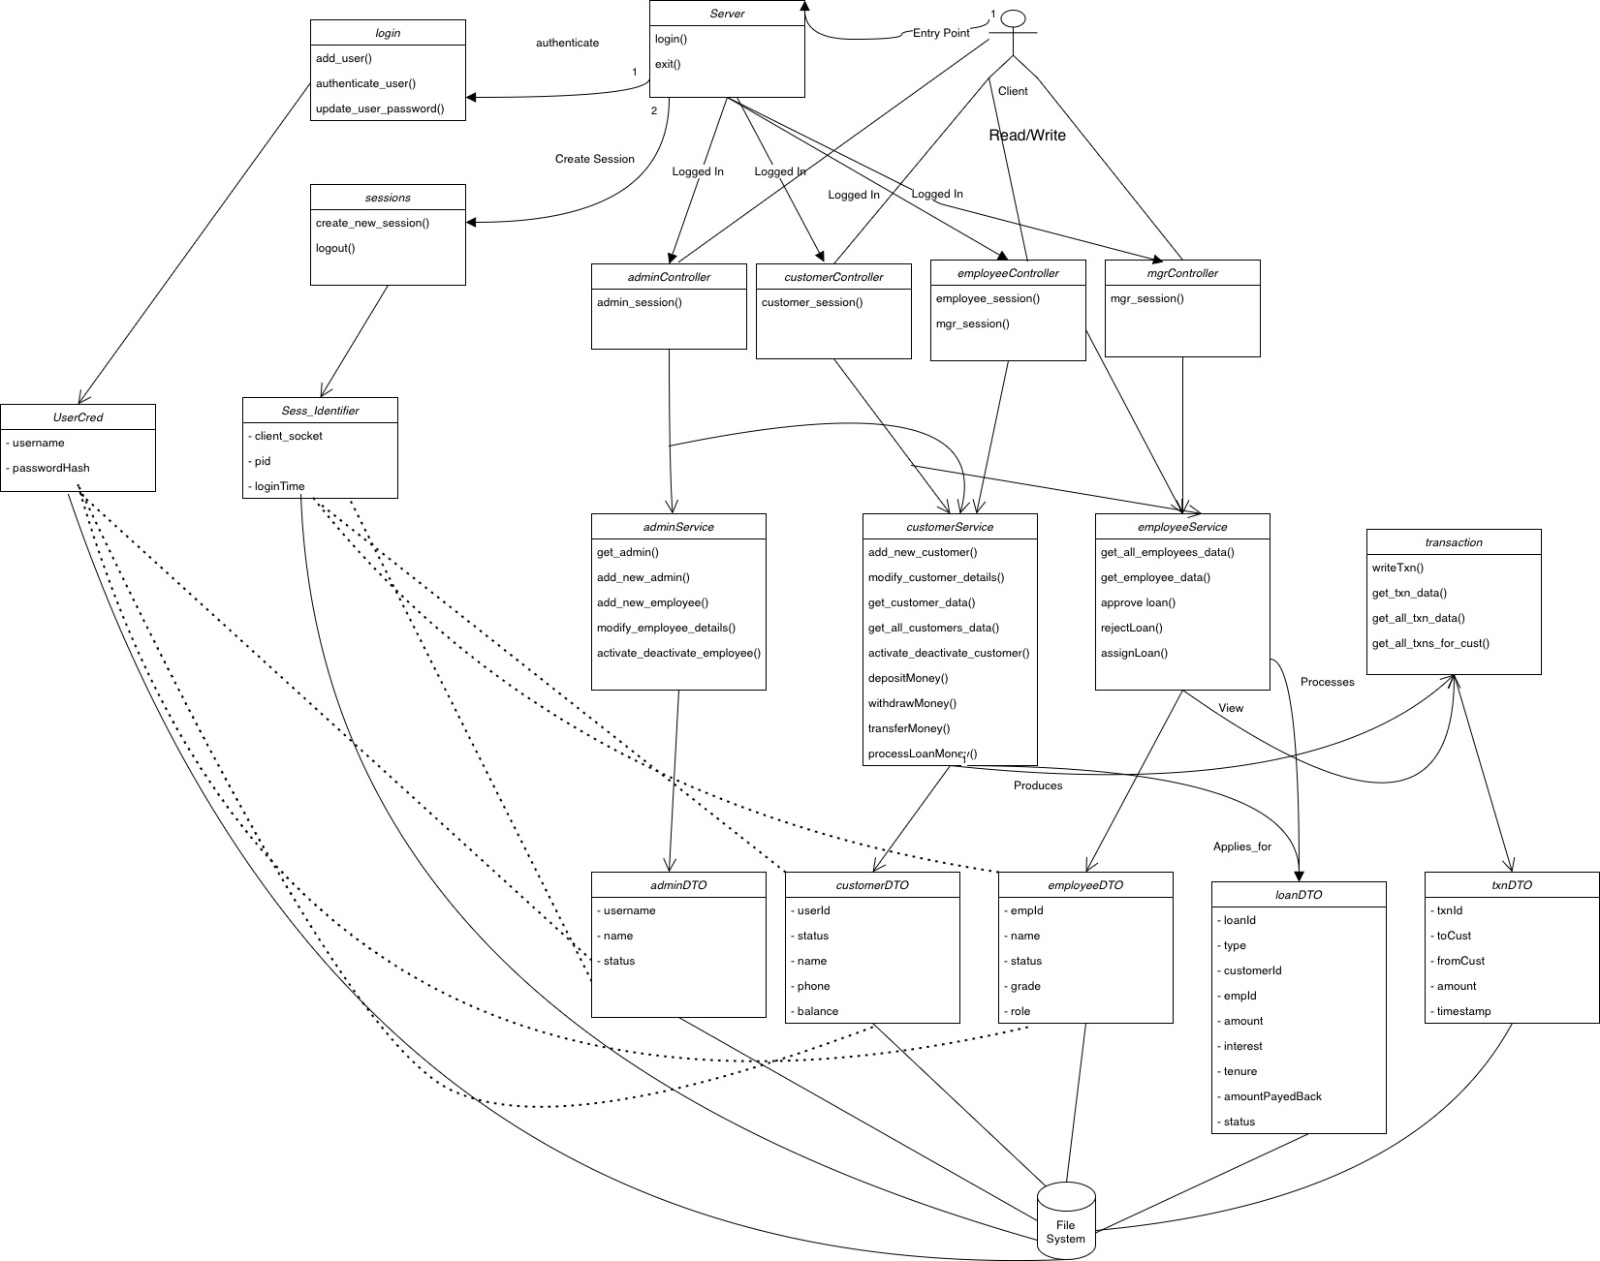 Server
login()
exit()
1
Entry Point
Client
Read/Write
login
add_user()
authenticate_user()
update_user_password()
authenticate
1
2
Create Session
sessions
create_new_session()
logout()
Logged In
Logged In
Logged In
Logged In
adminController
admin_session()
customerController
customer_session()
employeeController
employee_session()
mgr_session()
mgrController
mgr_session()
UserCred
- username
- passwordHash
Sess_Identifier
- client_socket
- pid
- loginTime
adminService
get_admin()
add_new_admin()
add_new_employee()
modify_employee_details()
activate_deactivate_employee()
customerService
add_new_customer()
modify_customer_details()
get_customer_data()
get_all_customers_data()
activate_deactivate_customer()
depositMoney()
withdrawMoney()
transferMoney()
processLoanMoney()
1
employeeService
get_all_employees_data()
get_employee_data()
approve loan()
rejectLoan()
assignLoan()
transaction
writeTxn()
get_txn_data()
get_all_txn_data()
get_all_txns_for_cust()
Processes
View
Produces
Applies_for
adminDTO
- username
- name
- status
customerDTO
- userId
- status
- name
- phone
- balance
employeeDTO
- empId
- name
- status
- grade
- role
loanDTO
- loanId
- type
- customerId
- empId
- amount
- interest
- tenure
- amountPayedBack
- status
txnDTO
- txnId
- toCust
- fromCust
- amount
- timestamp
File
System